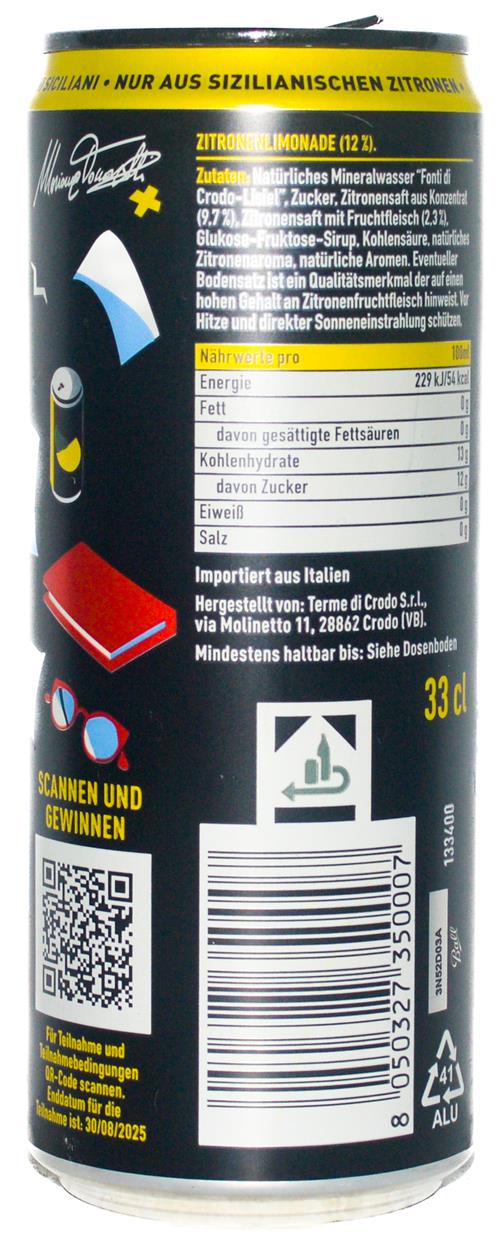 SICILIANI • NUR AUS SIZILIANISCHEN ZITRONEN •
ZITRONENLIMONADE (12 %).
Zutaten: Natürliches Mineralwasser "Fonti di
Crodo-Lisiel", Zucker, Zitronensaft aus Konzentrat
(9,7 %), Zitronensaft mit Fruchtfleisch (2,3 %),
Glukose-Fruktose-Sirup, Kohlensäure, natürliches
Zitronenaroma, natürliche Aromen. Eventueller
Bodensatz ist ein Qualitätsmerkmal der auf einen
hohen Gehalt an Zitronenfruchtfleisch hinweist. Vor
Hitze und direkter Sonneneinstrahlung schützen.
Nährwerte pro 100ml
Energie 229 kJ/54 kcal
Fett 0 g
davon gesättigte Fettsäuren 0 g
Kohlenhydrate 13 g
davon Zucker 12 g
Eiweiß 0 g
Salz 0 g
Importiert aus Italien
Hergestellt von: Terme di Crodo S.r.l.,
via Molinetto 11, 28862 Crodo (VB).
Mindestens haltbar bis: Siehe Dosenboden
33 cl
SCANNEN UND
GEWINNEN
Für Teilnahme und
Teilnahmebedingungen
QR-Code scannen.
Enddatum für die
Teilnahme ist: 30/08/2025
8 050327 350007
133400
3N52D03A
Ball
41
ALU